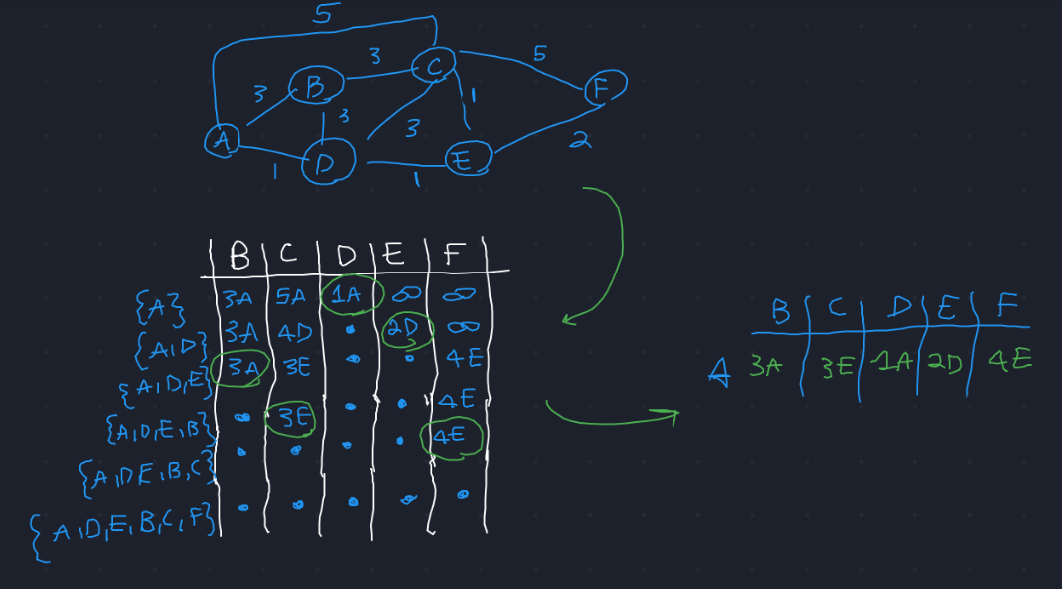 5
3
C
5
B
3
1
F
3
3
A
D
3
E
2
1
1
B C D E F
{A} 3A 5A 1A ∞ ∞
{A,D} 3A 4D • 2D ∞
{A,D,E} 3A 3E • • 4E
{A,D,E,B} • 3E • • 4E
{A,D E,B,C} • • • • 4E
{A,D,E,B,C,F} • • • • •
B C D E F
A 3A 3E 1A 2D 4E